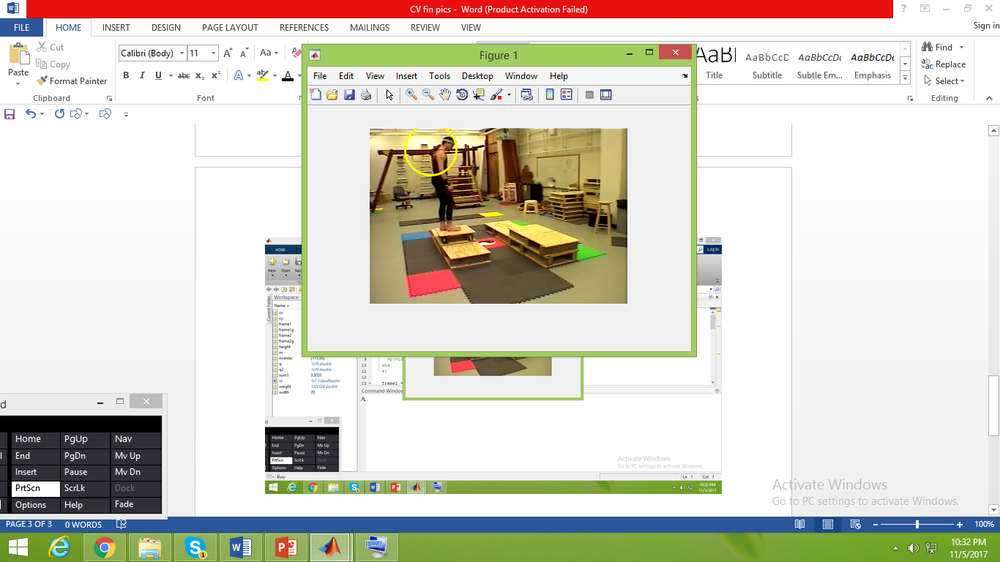 CV fin pics - Word (Product Activation Failed)
FILE HOME INSERT DESIGN PAGE LAYOUT REFERENCES MAILINGS REVIEW VIEW Sign in
Cut
Copy
Format Painter
Paste
Clipboard
Calibri (Body) 11
Font
Title
AaBbCcD Subtitle
AaBbCcDc Subtle Em...
AaBbCcDc Emphasis
Find
Replace
Select
Editing
Figure 1
File Edit View Insert Tools Desktop Window Help
HOME
Log In
New Open Save
Current Folder
Workspace
Name
cx
cy
frame1
frame1g
frame2
frame2g
height
m
ncenter [115,85]
q 1x16 double
q2 1x16 double
sum1 0.9331
vr 1x1 VideoReader
weight 132x124 double
width 20
9
10 vp(vid
11 end
12 %}
13 frame1 =
Command Window
fx
Home PgUp Nav
End PgDn Mv Up
Insert Pause Mv Dn
PrtScn ScrLk Dock
Options Help Fade
Busy
Activate Windows
Go to PC settings to activate Windows.
Ln 1 Col 1
10:32 PM
11/5/2017
d
Home PgUp Nav
End PgDn Mv Up
Insert Pause Mv Dn
PrtScn ScrLk Dock
Options Help Fade
Activate Windows
Go to PC settings to activate Windows.
PAGE 3 OF 3 0 WORDS 100%
10:32 PM
11/5/2017